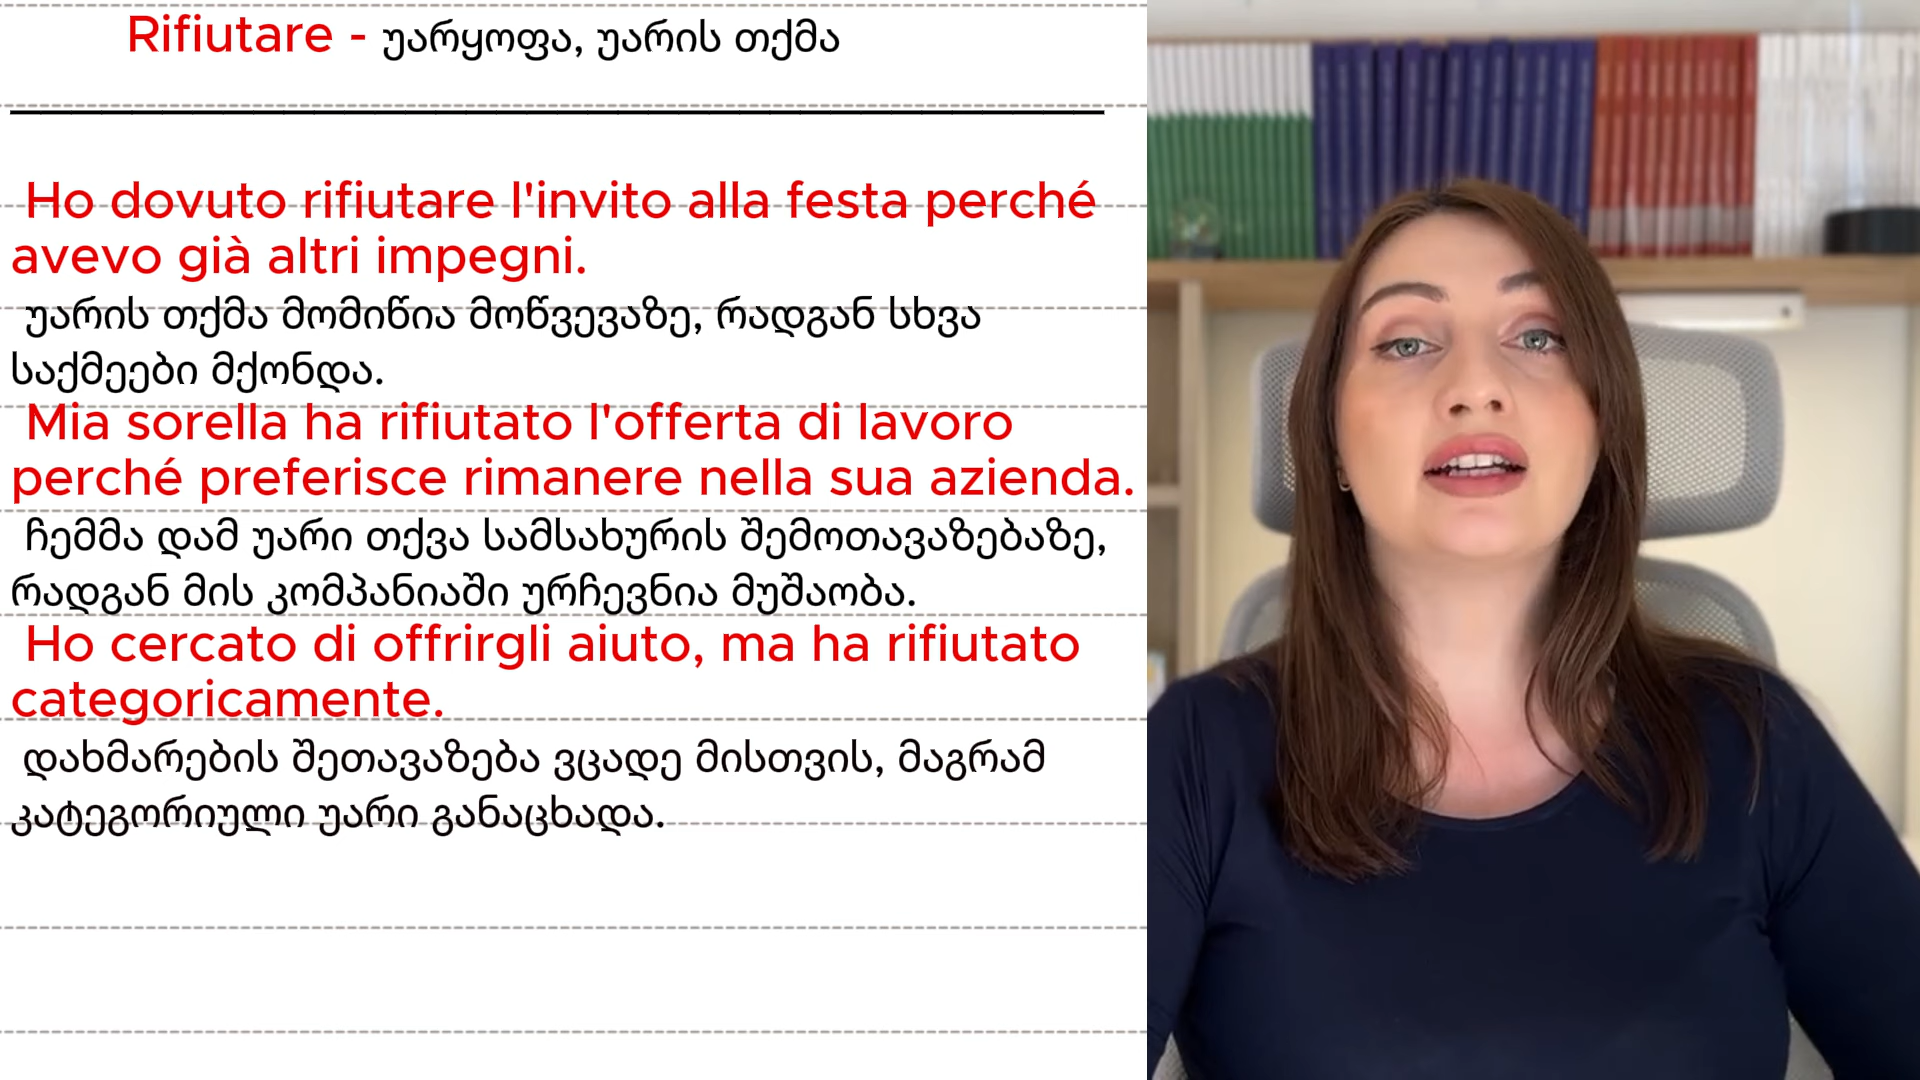 Rifiutare - უარყოფა, უარის თქმა
Ho dovuto rifiutare l'invito alla festa perché
avevo già altri impegni.
უარის თქმა მომიწია მოწვევაზე, რადგან სხვა
საქმეები მქონდა.
Mia sorella ha rifiutato l'offerta di lavoro
perché preferisce rimanere nella sua azienda.
ჩემმა დამ უარი თქვა სამსახურის შემოთავაზებაზე,
რადგან მის კომპანიაში ურჩევნია მუშაობა.
Ho cercato di offrirgli aiuto, ma ha rifiutato
categoricamente.
დახმარების შეთავაზება ვცადე მისთვის, მაგრამ
კატეგორიული უარი განაცხადა.